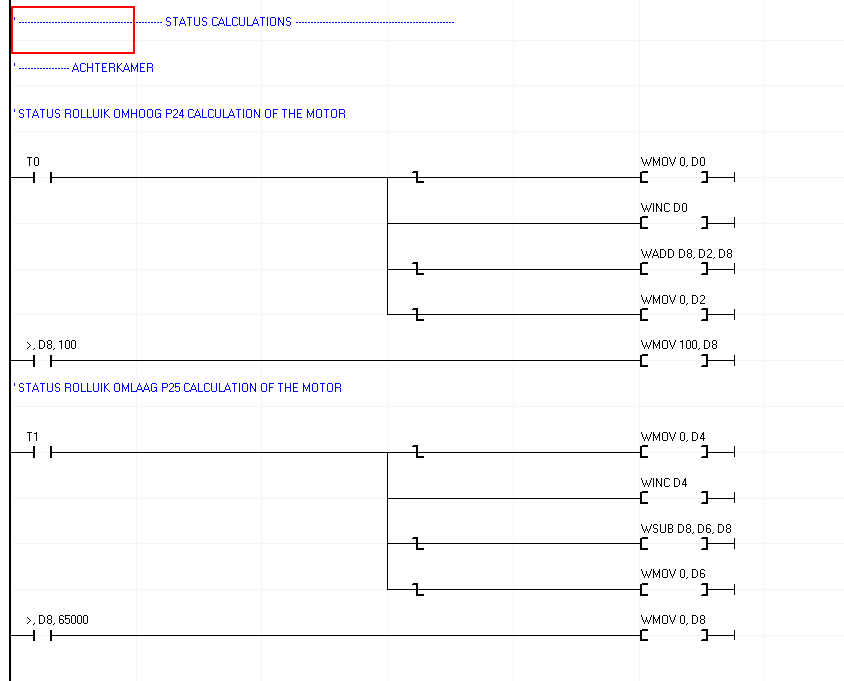 ' ---------------------------------------------- STATUS CALCULATIONS ----------------------------------------------------
' ---------------- ACHTERKAMER
' STATUS ROLLUIK OMHOOG P24 CALCULATION OF THE MOTOR
T0
WMOV 0, D0
WINC D0
WADD D8, D2, D8
WMOV 0, D2
>, D8, 100
WMOV 100, D8
' STATUS ROLLUIK OMLAAG P25 CALCULATION OF THE MOTOR
T1
WMOV 0, D4
WINC D4
WSUB D8, D6, D8
WMOV 0, D6
>, D8, 65000
WMOV 0, D8